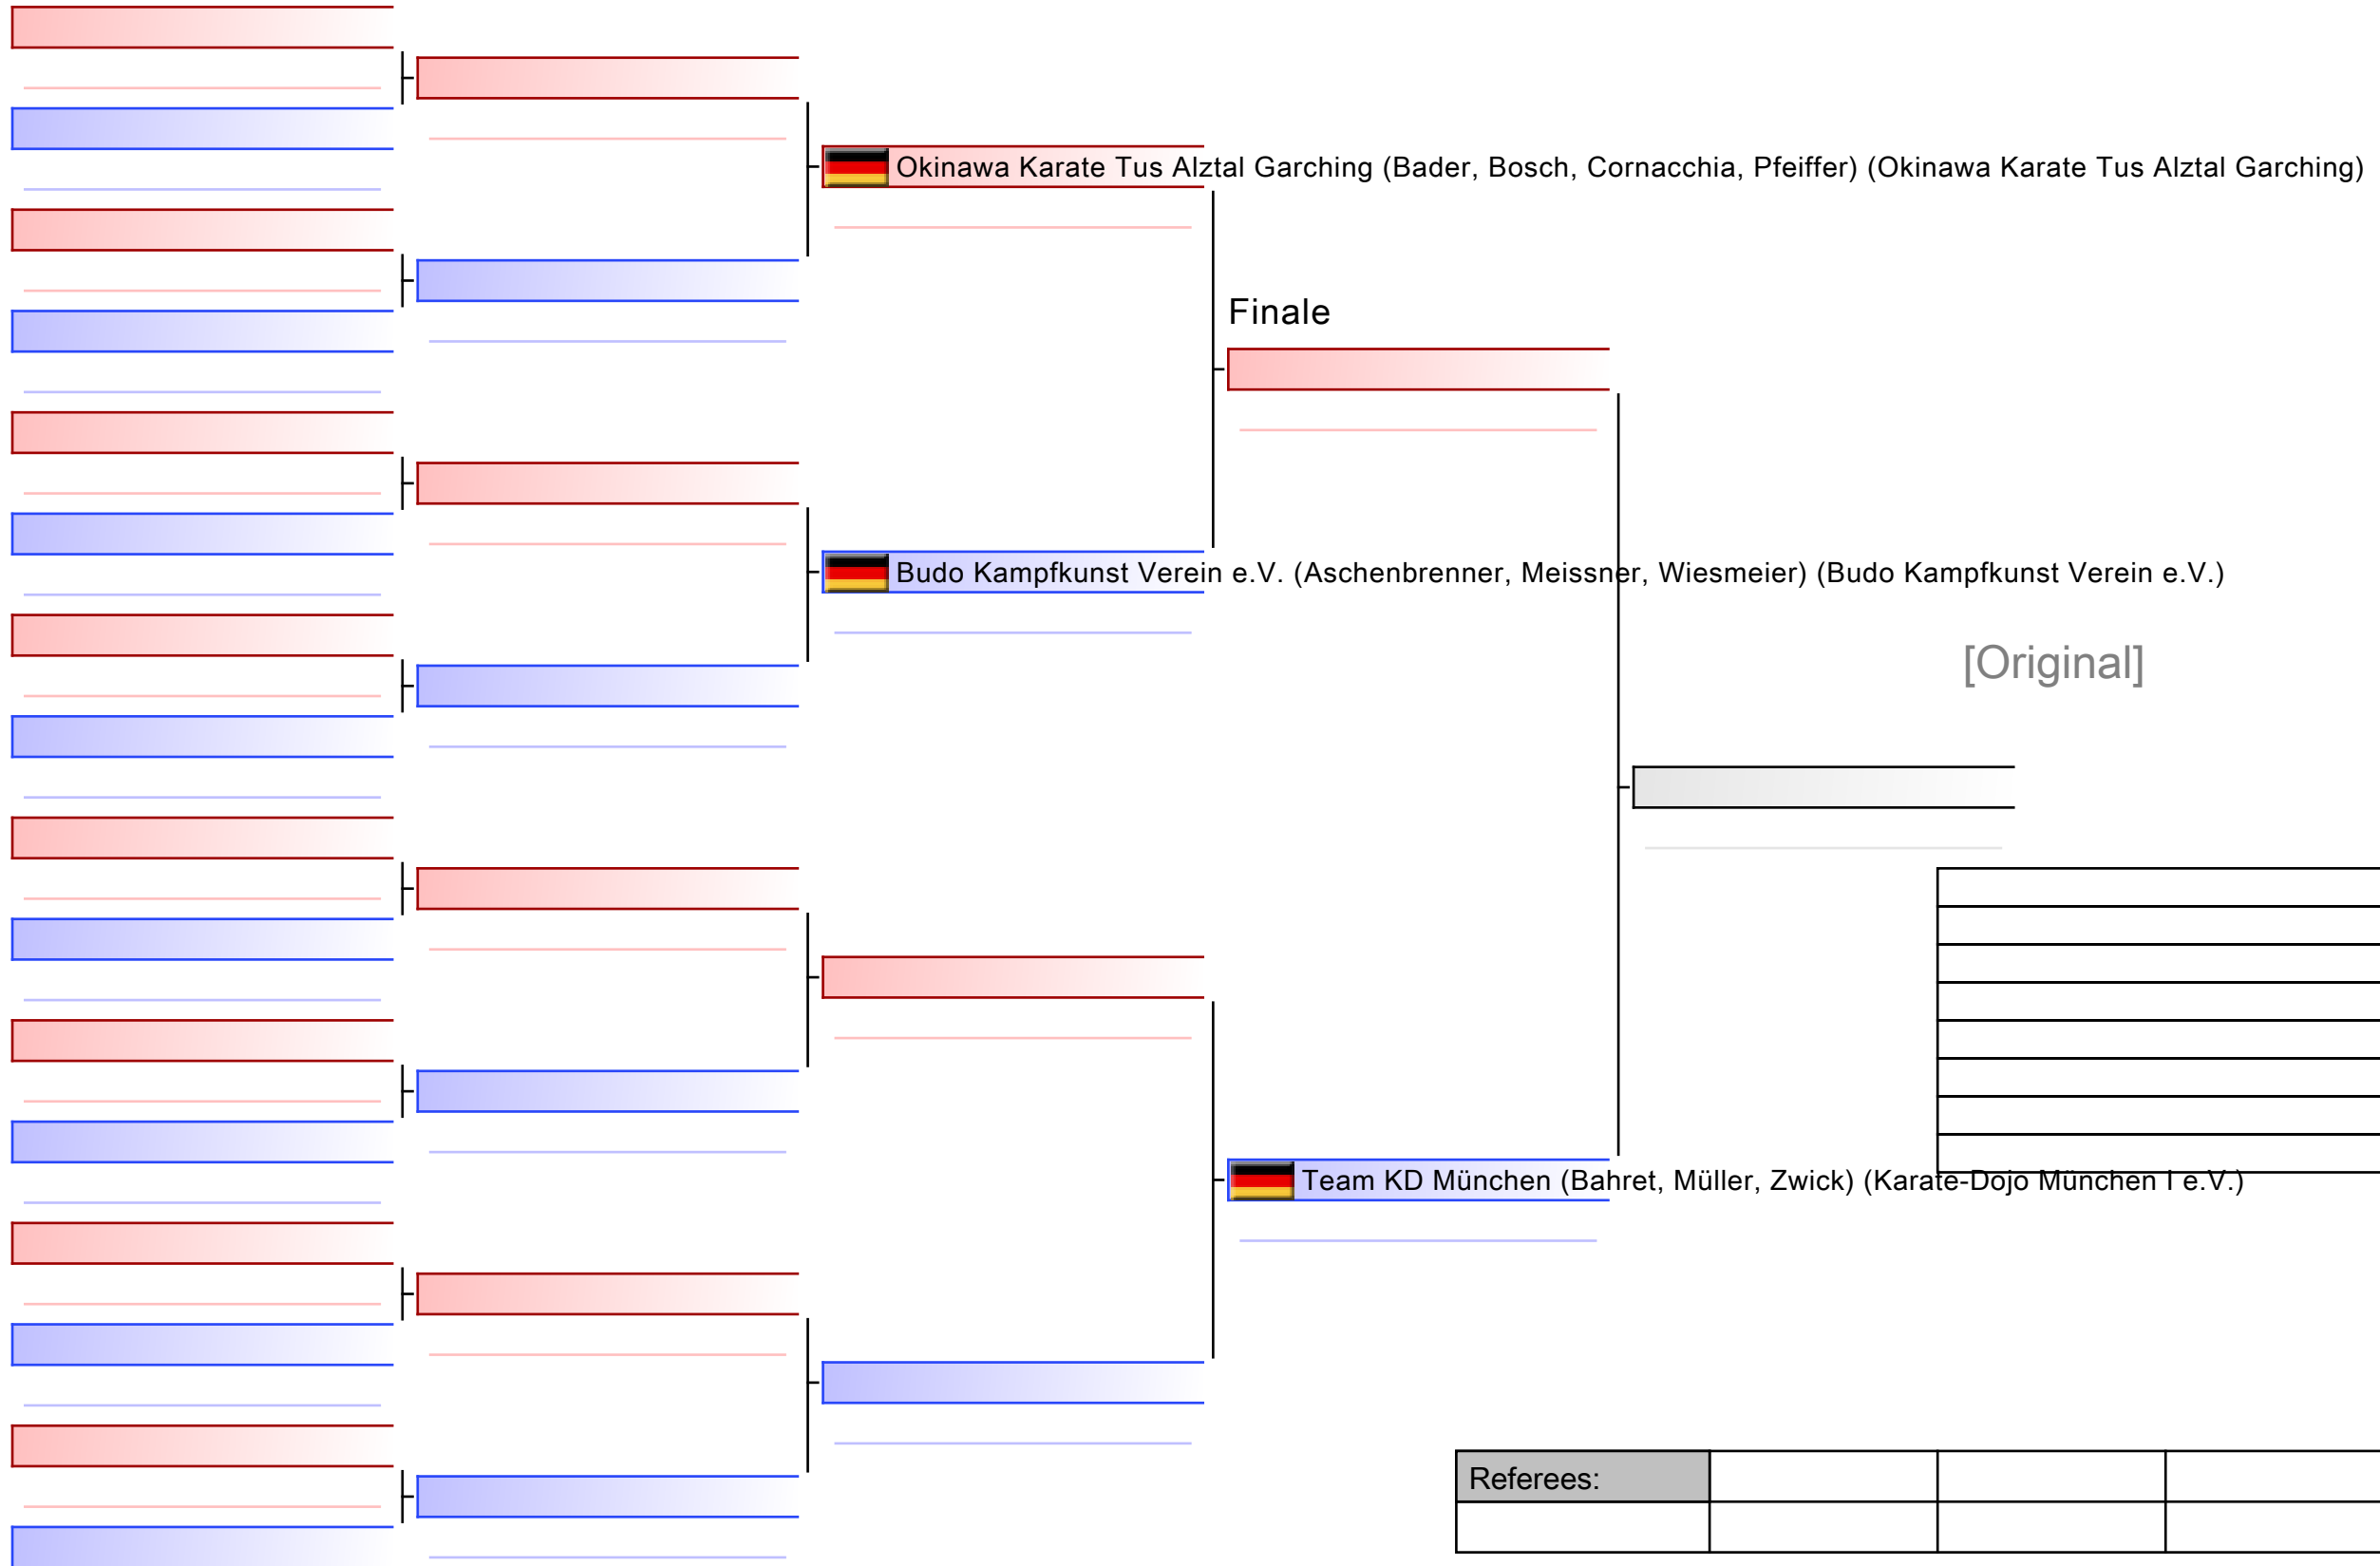 Okinawa Karate Tus Alztal Garching (Bader, Bosch, Cornacchia, Pfeiffer) (Okinawa Karate Tus Alztal Garching)
Finale
Budo Kampfkunst Verein e.V. (Aschenbrenner, Meissner, Wiesmeier) (Budo Kampfkunst Verein e.V.)
[Original]
Team KD München (Bahret, Müller, Zwick) (Karate-Dojo München I e.V.)
Referees: